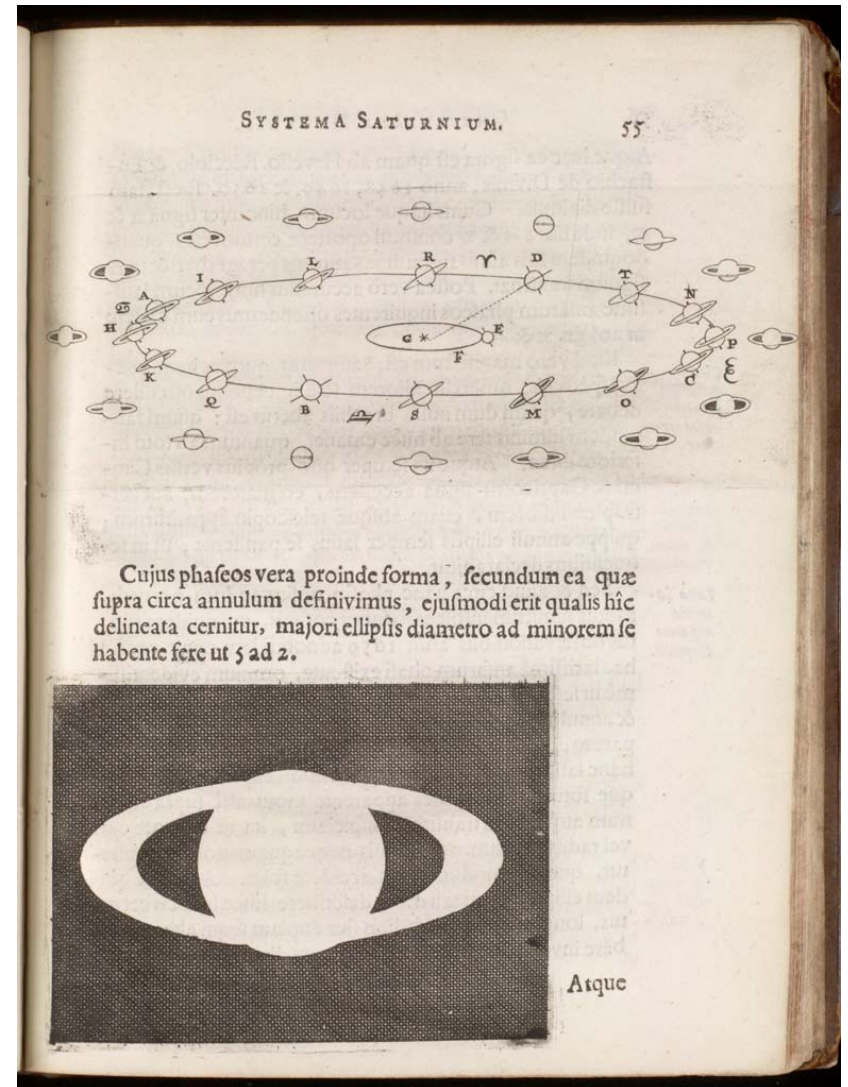 SYSTEMA SATURNIUM. 55
R ♈ D
L T
I
A N
♋
H G E P
F
K C
Q B ♎ S M O
Cujus phaſeos vera proinde forma, ſecundum ea quæ
ſupra circa annulum definivimus, ejuſmodi erit qualis hîc
delineata cernitur, majori ellipſis diametro ad minorem ſe
habente fere ut 5 ad 2.
Atque